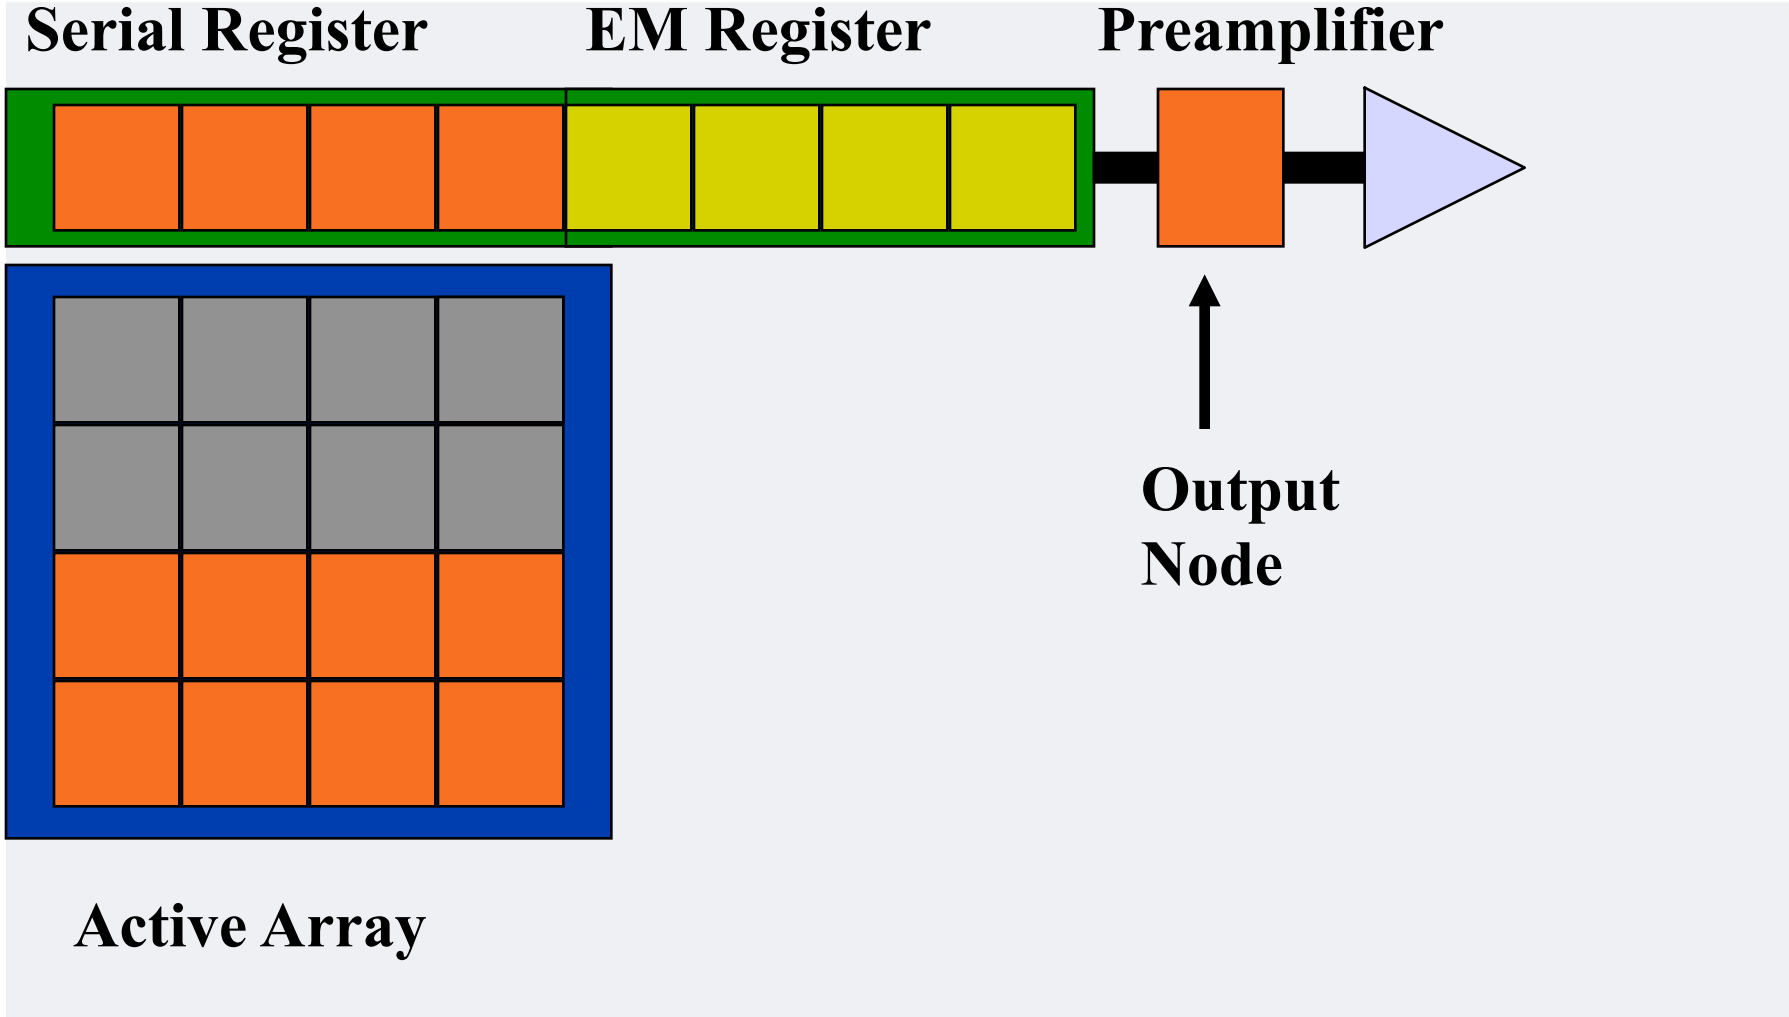 Serial Register
EM Register
Preamplifier
Output
Node
Active Array